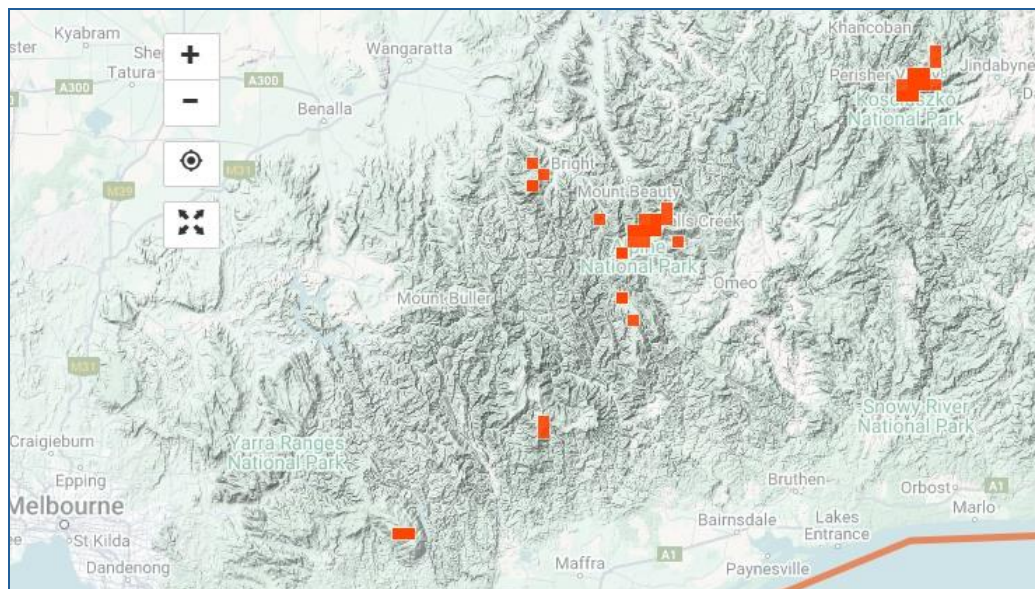 Khancoban
Kyabram
Wangaratta
Tatura
A300
A300
Perisher
Jindabyne
Kosciuszko
National Park
Benalla
M31
Bright
M39
Mount Beauty
National Park
Omeo
Mount Buller
M31
Snowy River
National Park
Craigieburn
Yarra Ranges
National Park
Epping
Bruthen
Orbost
A1
Marlo
Melbourne
Bairnsdale
Lakes
Entrance
St Kilda
A1
Maffra
Paynesville
Dandenong